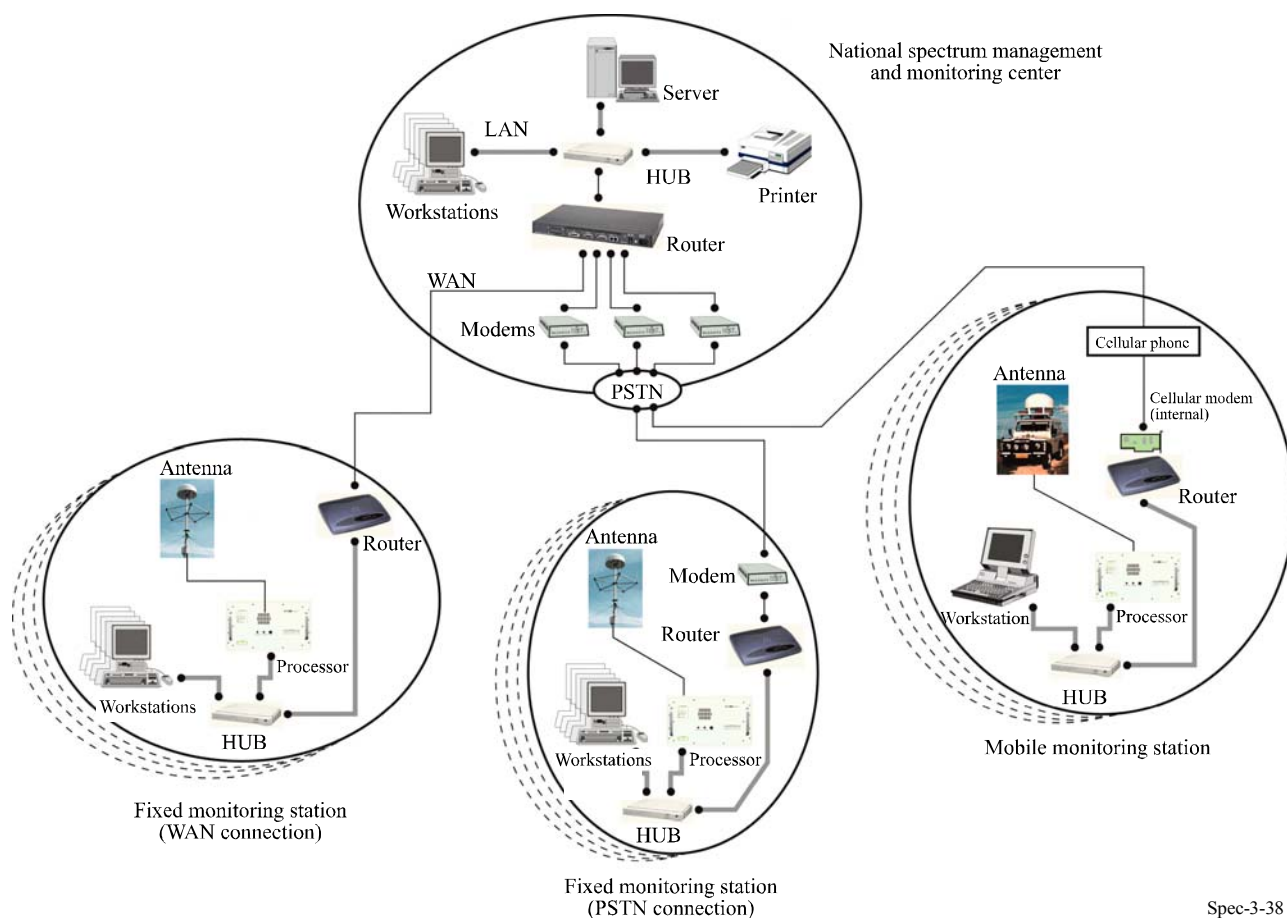 National spectrum management
and monitoring center
Server
LAN
HUB
Printer
Workstations
Router
WAN
Modems
PSTN
Cellular phone
Antenna
Cellular modem
(internal)
Router
Workstation
Processor
HUB
Mobile monitoring station
Antenna
Router
Processor
Workstations
HUB
Fixed monitoring station
(WAN connection)
Antenna
Modem
Router
Workstations
Processor
HUB
Fixed monitoring station
(PSTN connection)
Spec-3-38